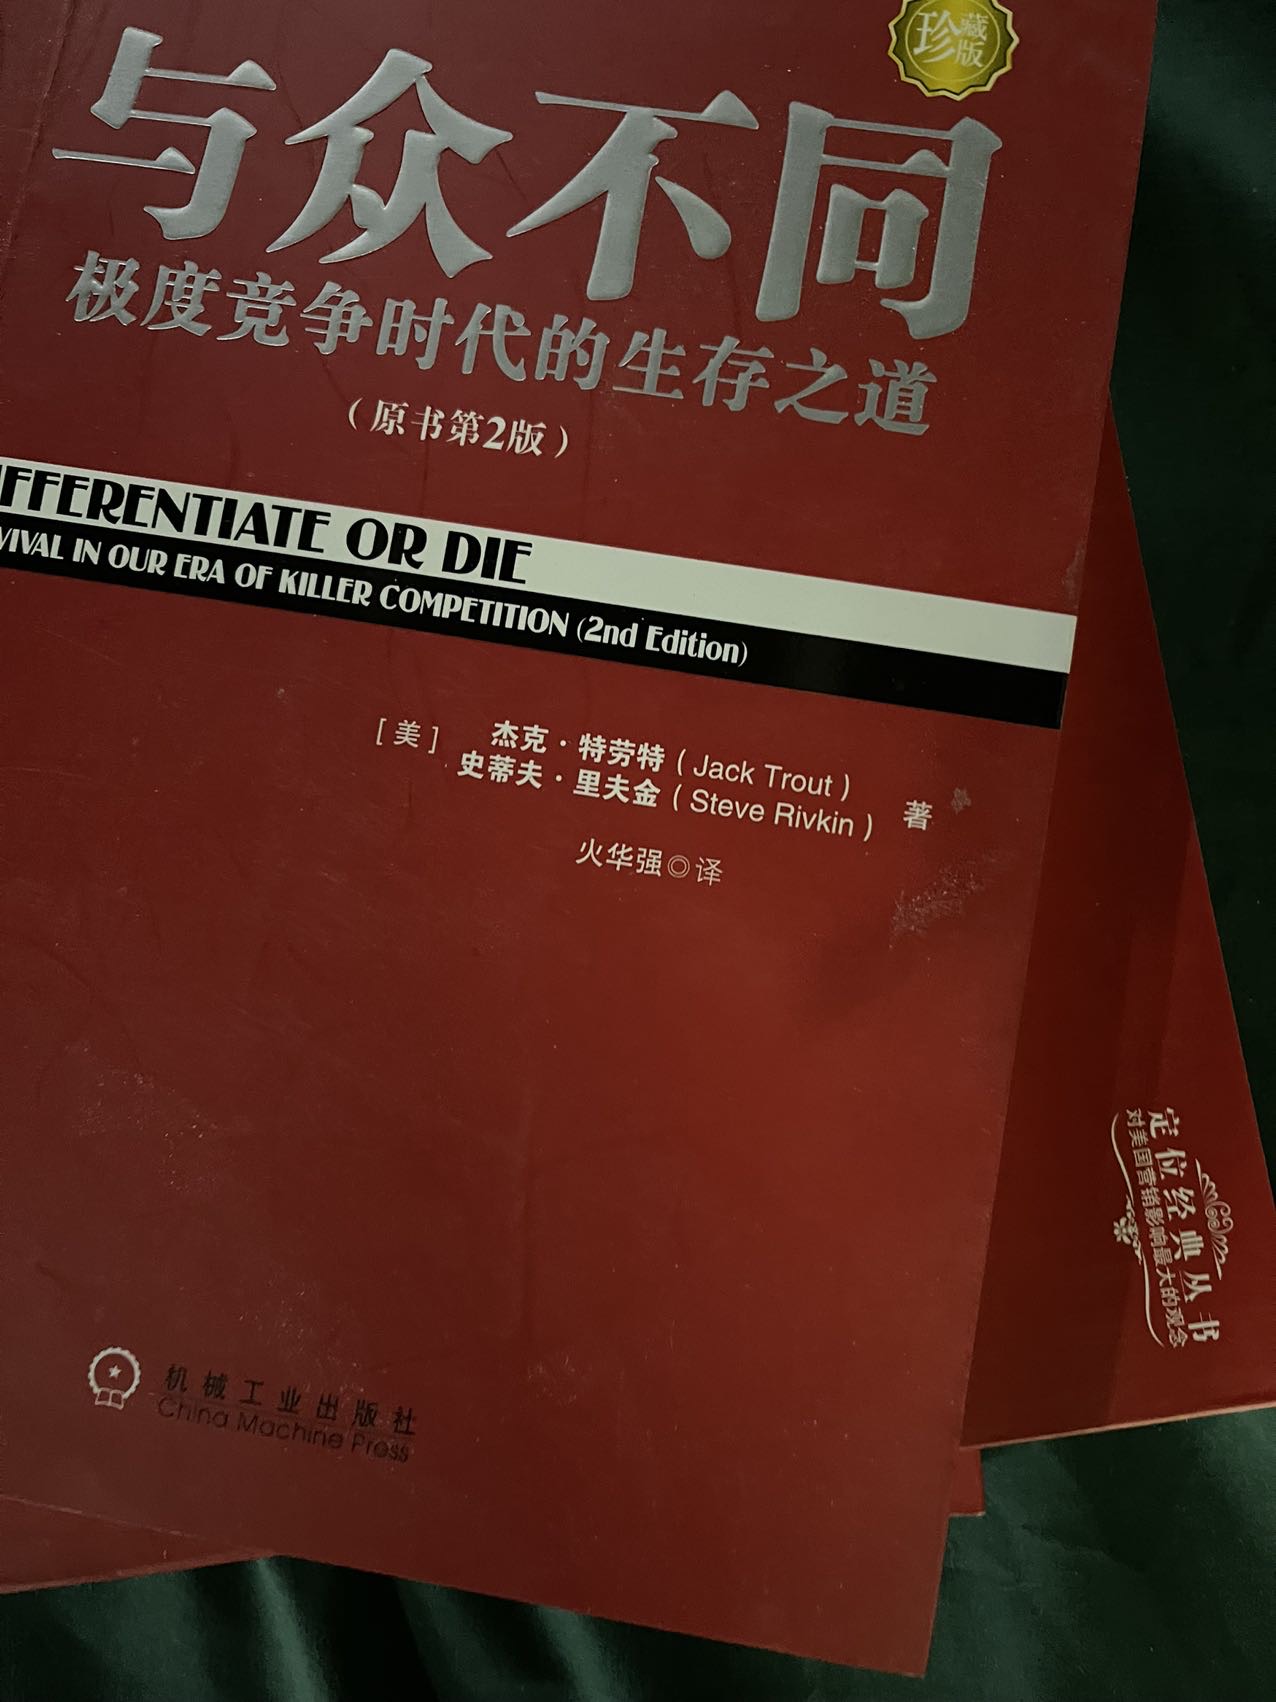 珍藏版
与众不同
极度竞争时代的生存之道
（原书第2版）
IFFERENTIATE OR DIE
VIVAL IN OUR ERA OF KILLER COMPETITION (2nd Edition)
［美］ 杰克·特劳特（Jack Trout）
史蒂夫·里夫金（Steve Rivkin） 著
火华强◎译
机械工业出版社
China Machine Press
定位经典丛书
对美国营销影响最大的观念